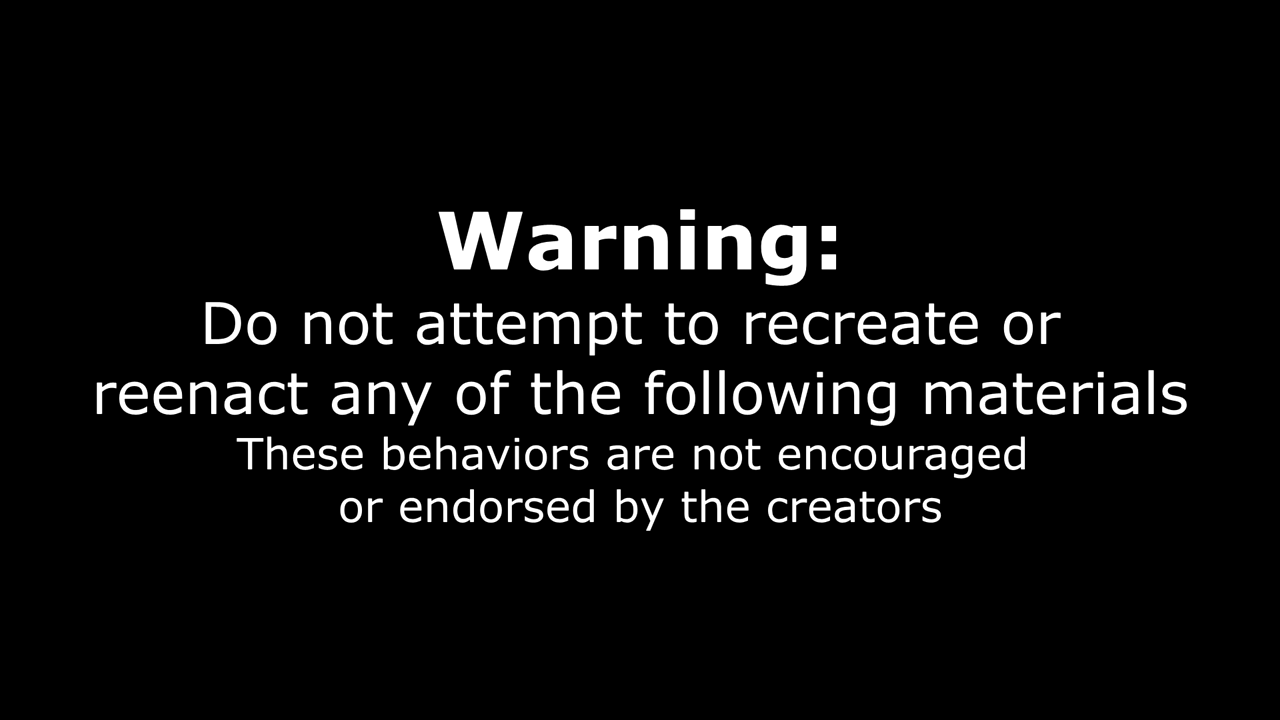 Warning:
Do not attempt to recreate or
reenact any of the following materials
These behaviors are not encouraged
or endorsed by the creators